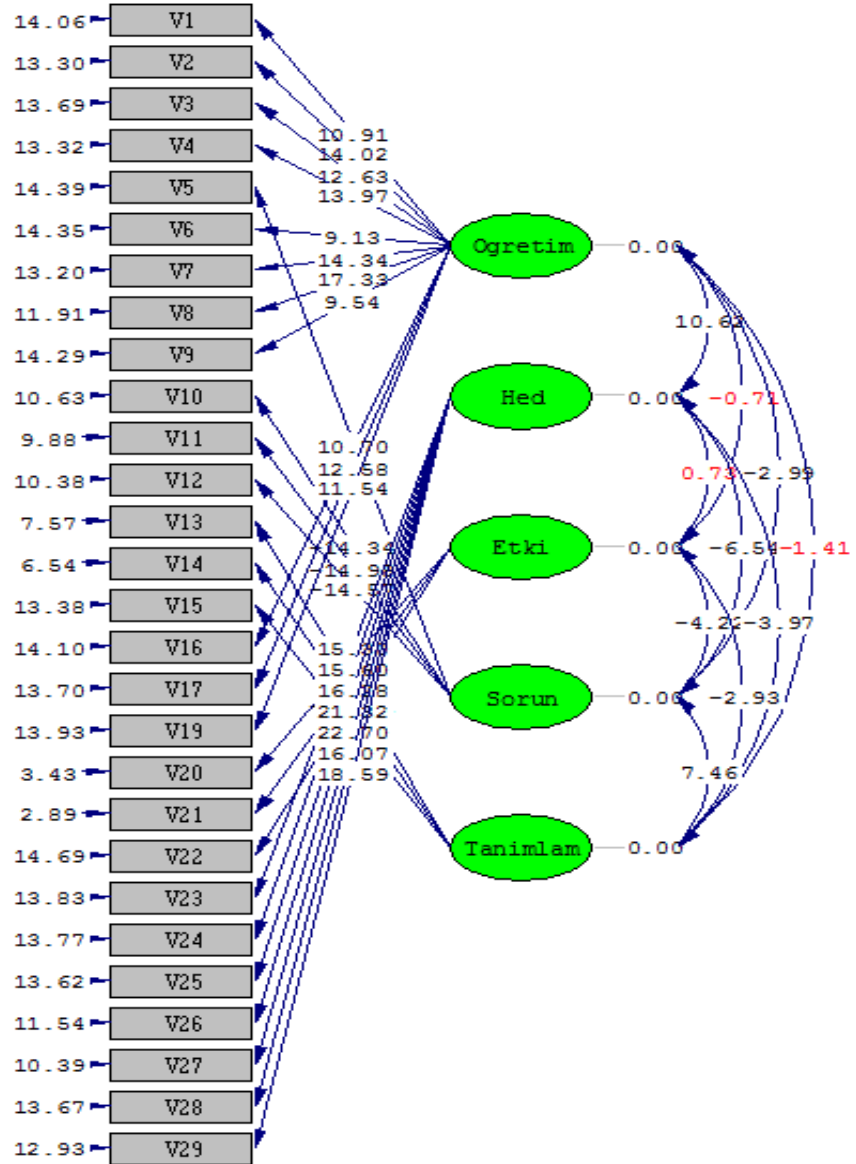 14.06 V1
13.30 V2
13.69 V3
13.32 V4
14.39 V5
14.35 V6
13.20 V7
11.91 V8
14.29 V9
10.63 V10
9.88 V11
10.38 V12
7.57 V13
6.54 V14
13.38 V15
14.10 V16
13.70 V17
13.93 V19
3.43 V20
2.89 V21
14.69 V22
13.83 V23
13.77 V24
13.62 V25
11.54 V26
10.39 V27
13.67 V28
12.93 V29
10.91
14.02
12.63
13.97
9.13
14.34
17.33
9.54
10.70
12.58
11.54
-14.34
15.60
22.70
16.07
18.59
Ogretim 0.00
Hed 0.00
Etki 0.00
Sorun 0.00
Tanimlam 0.00
10.62
-0.71
0.73 -2.99
-6.54 -1.41
-4.22 -3.97
-2.93
7.46